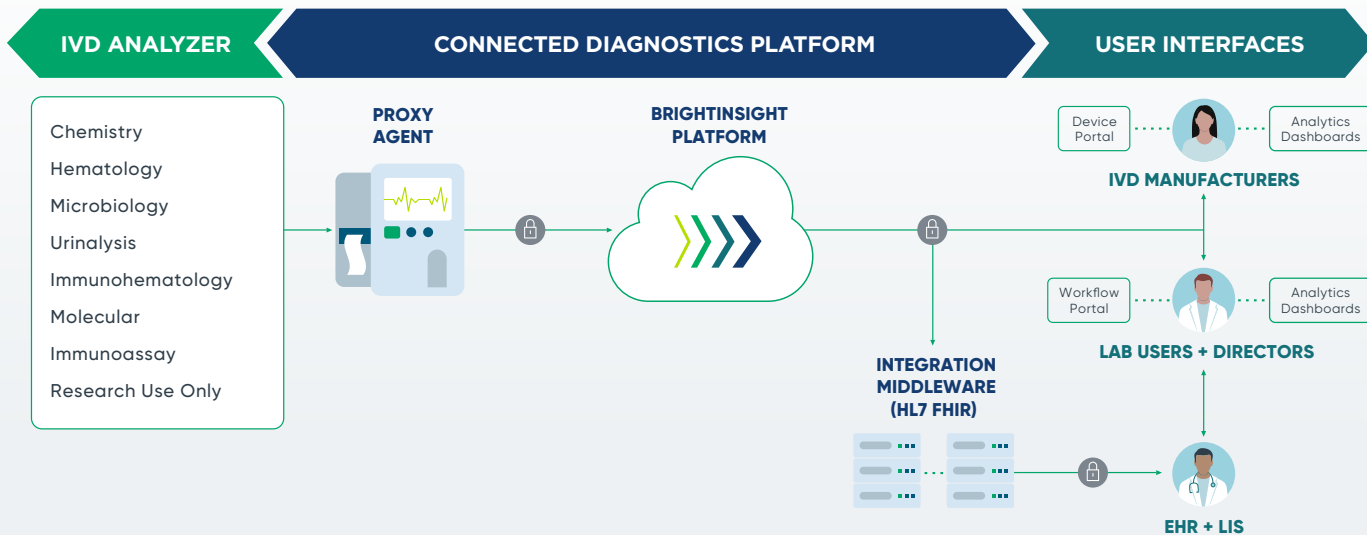 IVD ANALYZER
CONNECTED DIAGNOSTICS PLATFORM
USER INTERFACES
Chemistry
Hematology
Microbiology
Urinalysis
Immunohematology
Molecular
Immunoassay
Research Use Only
PROXY
AGENT
BRIGHTINSIGHT
PLATFORM
INTEGRATION
MIDDLEWARE
(HL7 FHIR)
Device
Portal
Analytics
Dashboards
IVD MANUFACTURERS
Workflow
Portal
Analytics
Dashboards
LAB USERS + DIRECTORS
EHR + LIS